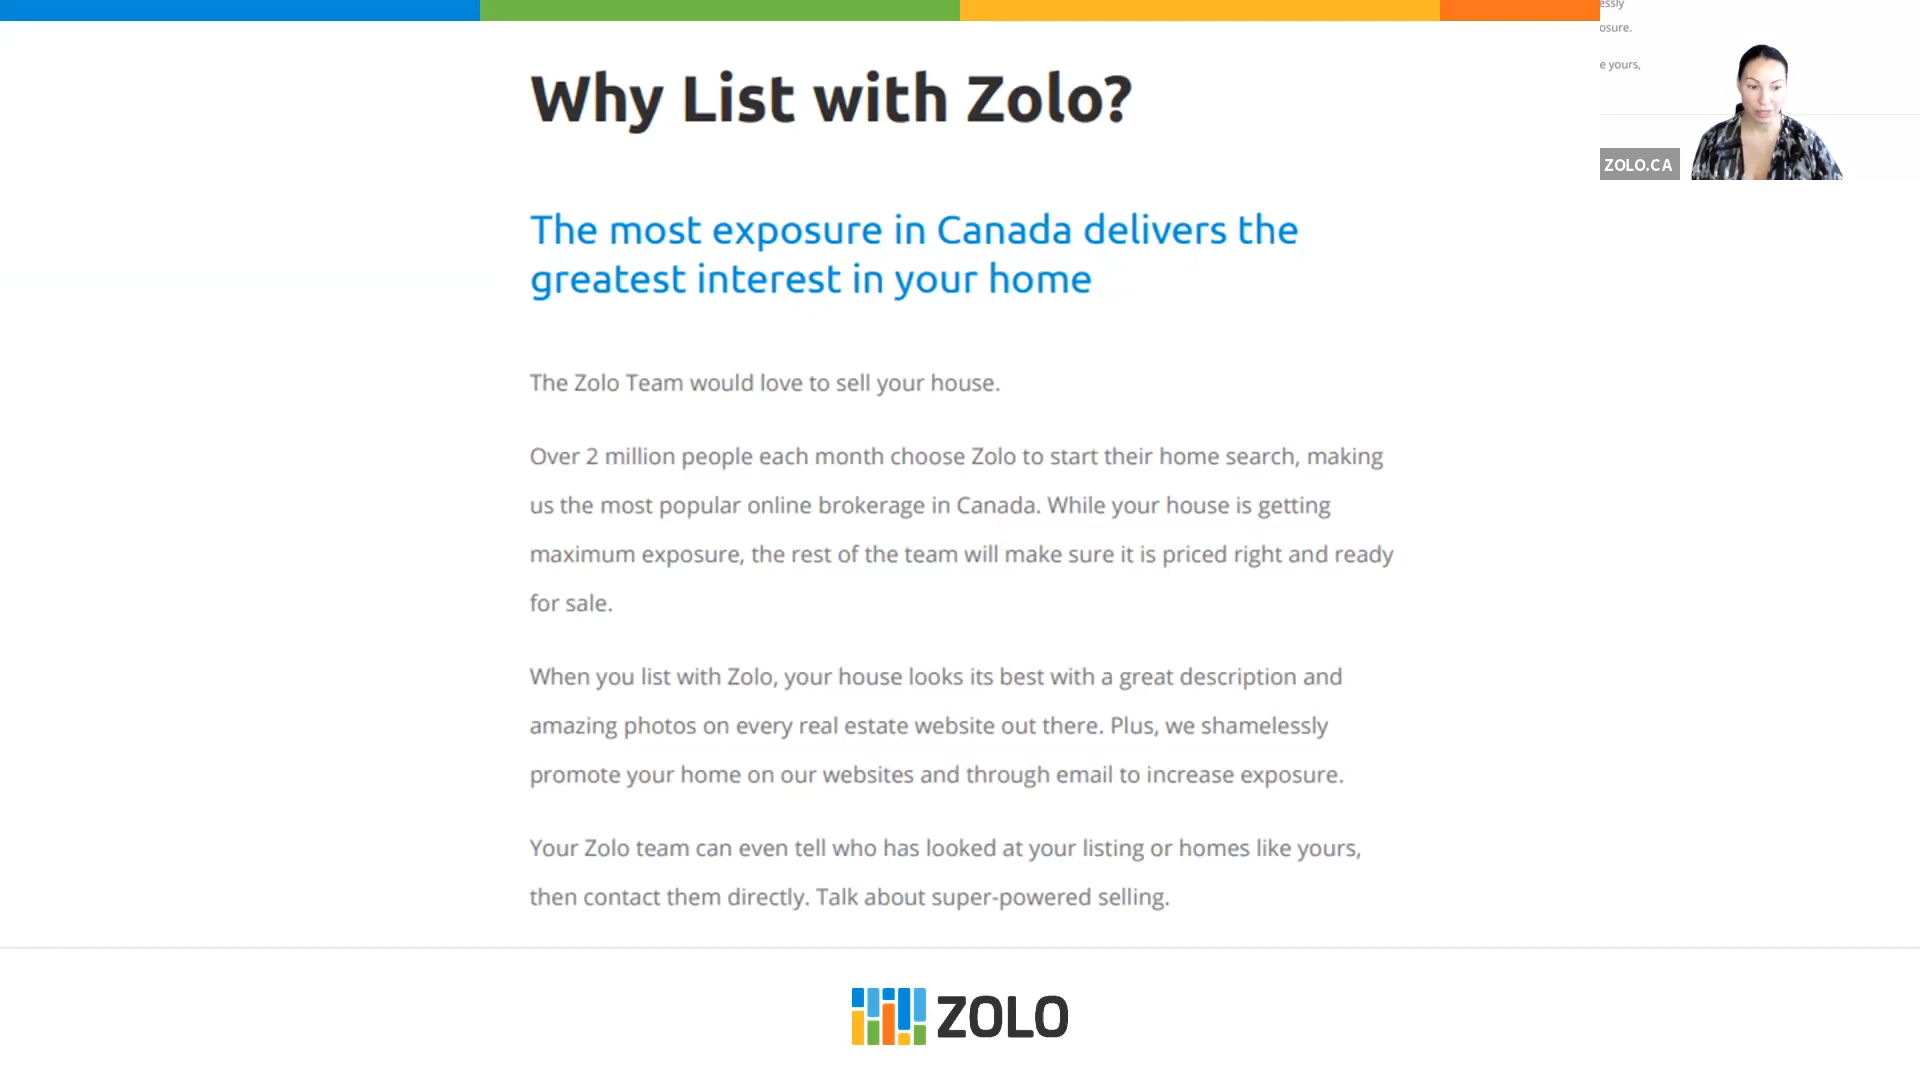 Why List with Zolo?
The most exposure in Canada delivers the
greatest interest in your home
The Zolo Team would love to sell your house.
Over 2 million people each month choose Zolo to start their home search, making
us the most popular online brokerage in Canada. While your house is getting
maximum exposure, the rest of the team will make sure it is priced right and ready
for sale.
When you list with Zolo, your house looks its best with a great description and
amazing photos on every real estate website out there. Plus, we shamelessly
promote your home on our websites and through email to increase exposure.
Your Zolo team can even tell who has looked at your listing or homes like yours,
then contact them directly. Talk about super-powered selling.
ZOLO
essly
osure.
e yours,
ZOLO.CA